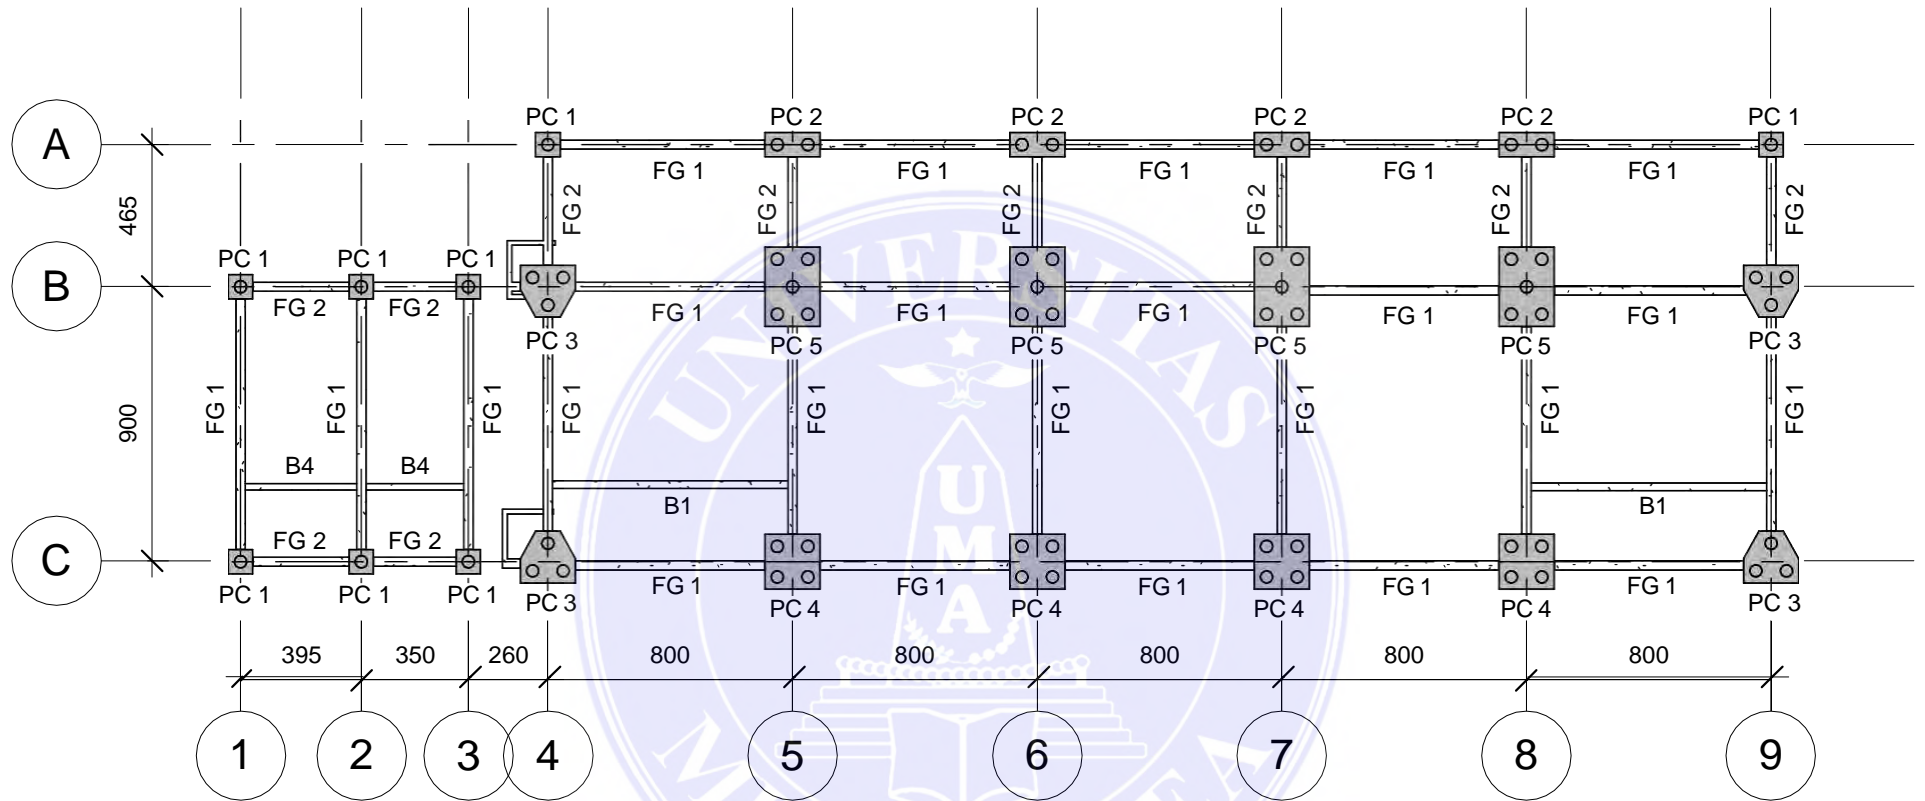 PC 1 PC 2 PC 2 PC 2 PC 2 PC 1
A
FG 1 FG 1 FG 1 FG 1 FG 1
465
FG 2 FG 2 FG 2 FG 2 FG 2 FG 2
PC 1 PC 1 PC 1
B
FG 2 FG 2 FG 1 FG 1 FG 1 FG 1 FG 1
PC 3 PC 5 PC 5 PC 5 PC 5 PC 3
900
FG 1 FG 1 FG 1 FG 1 FG 1 FG 1 FG 1 FG 1 FG 1
B4 B4
B1 B1
FG 2 FG 2
C
FG 1 FG 1 FG 1 FG 1 FG 1
PC 1 PC 1 PC 1 PC 3 PC 4 PC 4 PC 4 PC 4 PC 3
395 350 260 800 800 800 800 800
1 2 3 4 5 6 7 8 9
UNIVERSITAS
UMA